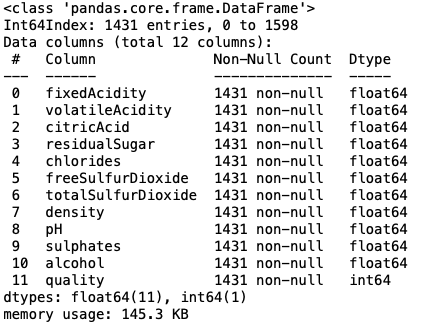 <class 'pandas.core.frame.DataFrame'>
Int64Index: 1431 entries, 0 to 1598
Data columns (total 12 columns):
 #   Column              Non-Null Count  Dtype
---  ------              --------------  -----
 0   fixedAcidity        1431 non-null   float64
 1   volatileAcidity     1431 non-null   float64
 2   citricAcid          1431 non-null   float64
 3   residualSugar       1431 non-null   float64
 4   chlorides           1431 non-null   float64
 5   freeSulfurDioxide   1431 non-null   float64
 6   totalSulfurDioxide  1431 non-null   float64
 7   density             1431 non-null   float64
 8   pH                  1431 non-null   float64
 9   sulphates           1431 non-null   float64
 10  alcohol             1431 non-null   float64
 11  quality             1431 non-null   int64
dtypes: float64(11), int64(1)
memory usage: 145.3 KB